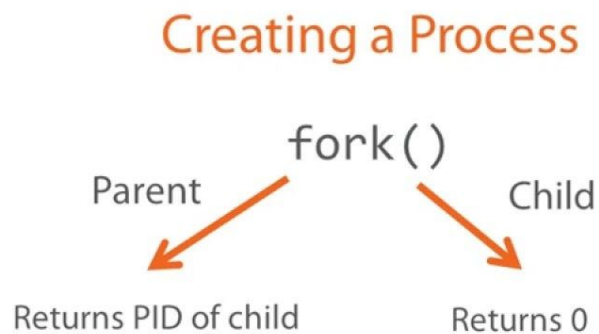 Creating a Process
fork()
Parent
Child
Returns PID of child
Returns 0